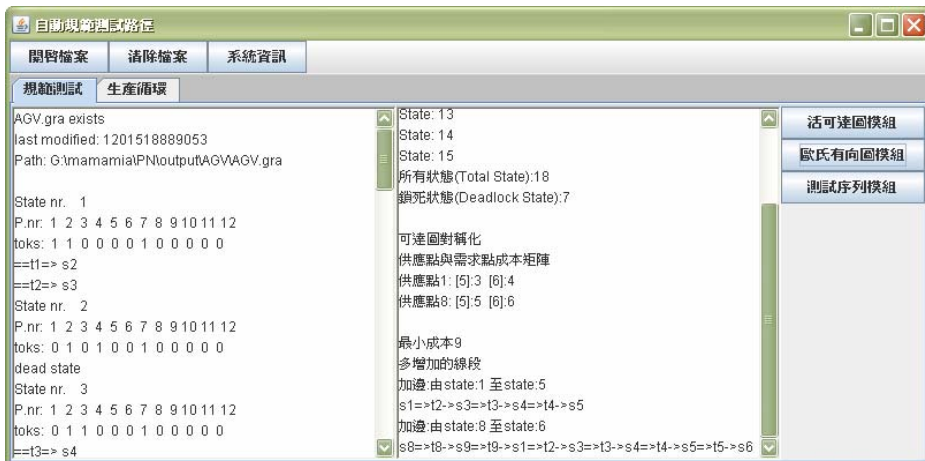 自動規範測試路徑
開啓檔案 清除檔案 系統資訊
規範測試 生產循環
AGV.gra exists
last modified: 1201518889053
Path: G:\mamamia\PN\output\AGV\AGV.gra
State nr. 1
P.nr: 1 2 3 4 5 6 7 8 9 10 11 12
toks: 1 1 0 0 0 0 1 0 0 0 0 0
==t1=> s2
==t2=> s3
State nr. 2
P.nr: 1 2 3 4 5 6 7 8 9 10 11 12
toks: 0 1 0 1 0 0 1 0 0 0 0 0
dead state
State nr. 3
P.nr: 1 2 3 4 5 6 7 8 9 10 11 12
toks: 0 1 1 0 0 0 1 0 0 0 0 0
==t3=> s4
State: 13
State: 14
State: 15
所有狀態(Total State):18
鎖死狀態(Deadlock State):7
可達圖對稱化
供應點與需求點成本矩陣
供應點1: [5]:3 [6]:4
供應點8: [5]:5 [6]:6
最小成本9
多增加的線段
加邊:由state:1 至state:5
s1=>t2->s3=>t3->s4=>t4->s5
加邊:由state:8 至state:6
s8=>t8->s9=>t9->s1=>t2->s3=>t3->s4=>t4->s5=>t5->s6
活可達圖模組
歐氏有向圖模組
測試序列模組